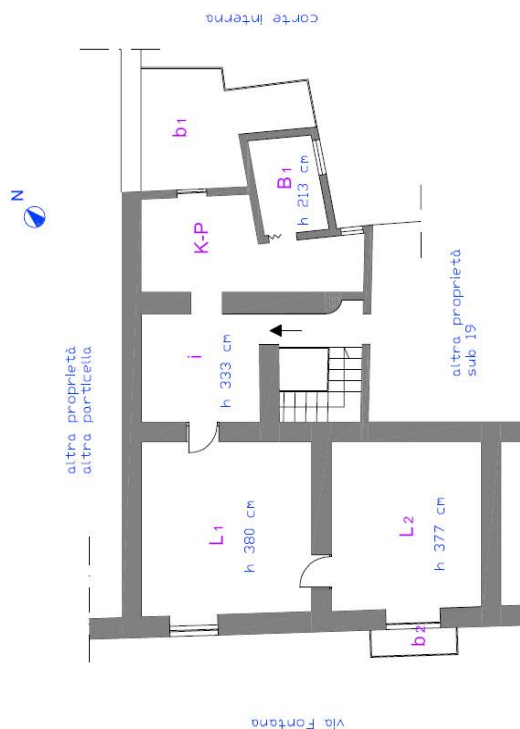 corte interna
N
b1
B1
h 213 cm
K-P
altra proprietà
altra particella
i
h 333 cm
altra proprietà
sub 19
L1
h 380 cm
L2
h 377 cm
b2
via Fontana